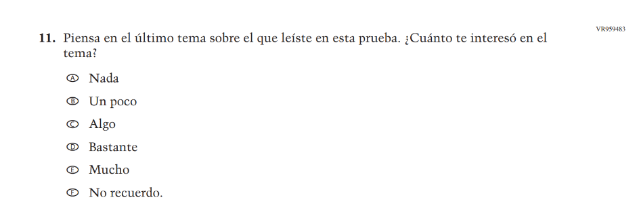 VR959483
11. Piensa en el último tema sobre el que leíste en esta prueba. ¿Cuánto te interesó en el
tema?
A Nada
B Un poco
C Algo
D Bastante
E Mucho
F No recuerdo.